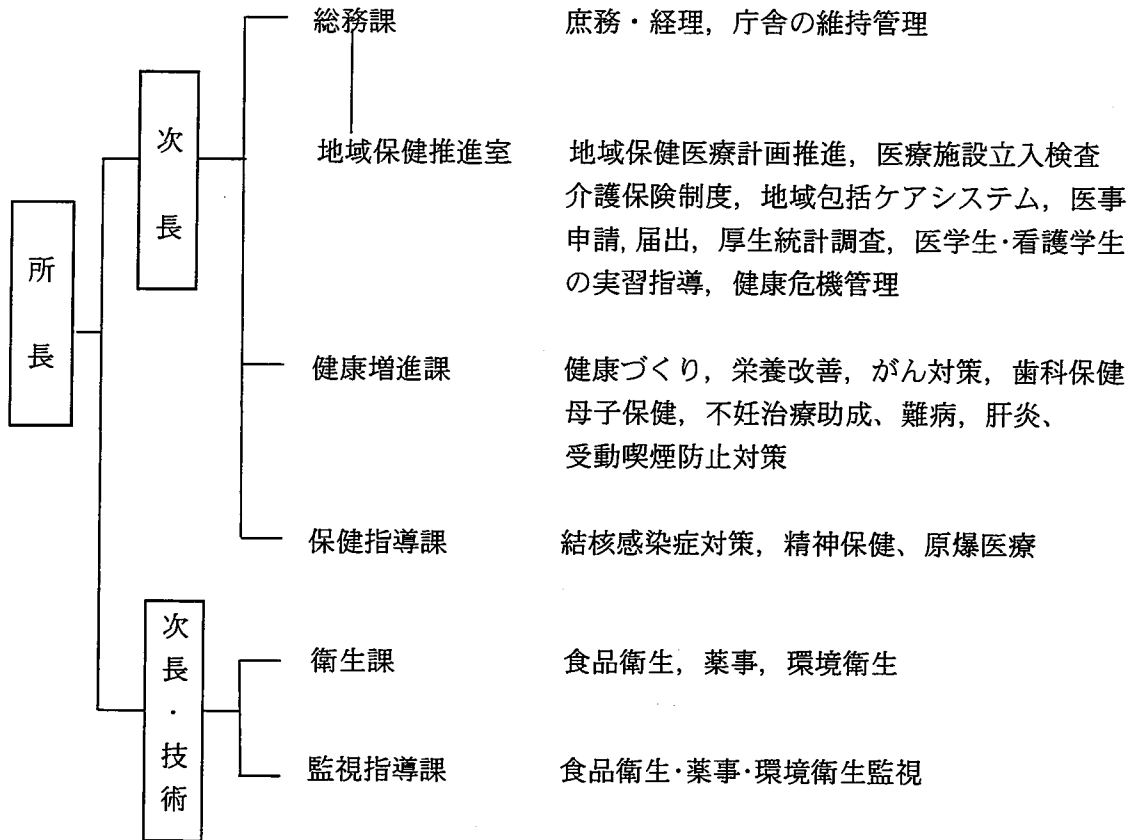 所長
次長
総務課 庶務・経理，庁舎の維持管理
地域保健推進室 地域保健医療計画推進，医療施設立入検査
介護保険制度，地域包括ケアシステム，医事
申請，届出，厚生統計調査，医学生・看護学生
の実習指導，健康危機管理
健康増進課 健康づくり，栄養改善，がん対策，歯科保健
母子保健，不妊治療助成、難病，肝炎、
受動喫煙防止対策
保健指導課 結核感染症対策，精神保健、原爆医療
次長・技術
衛生課 食品衛生，薬事，環境衛生
監視指導課 食品衛生・薬事・環境衛生監視